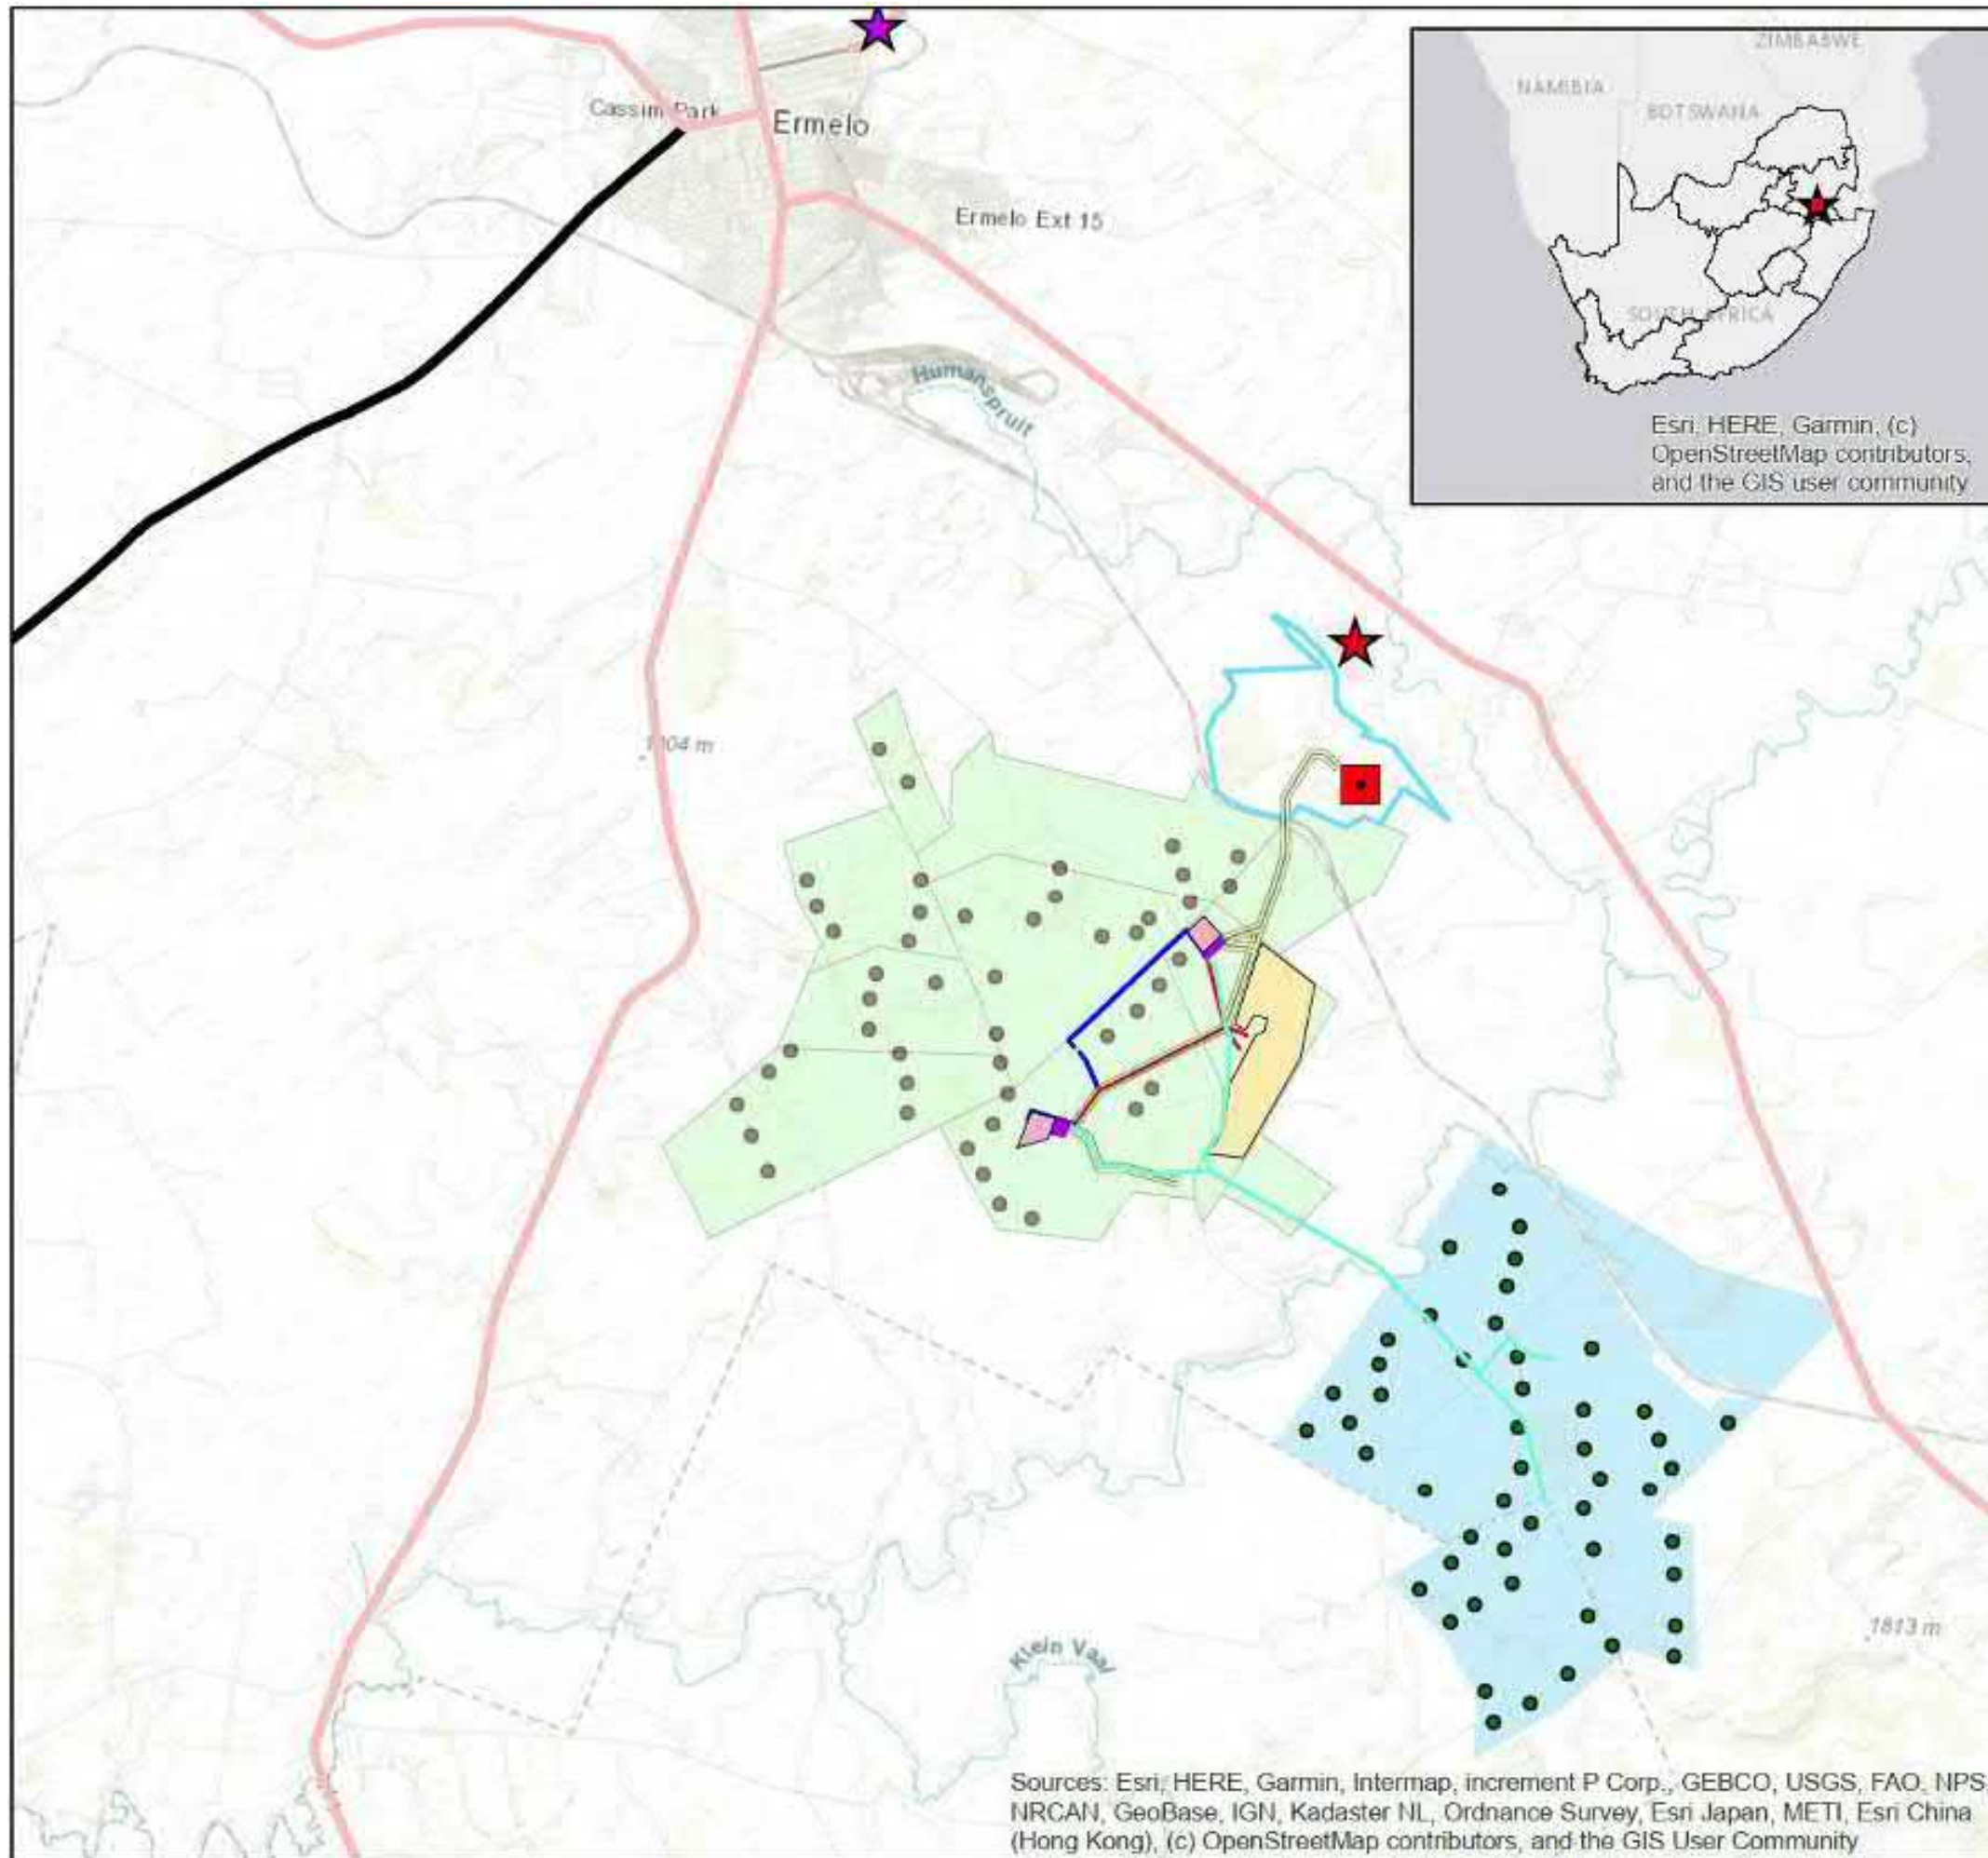 Cassim Park
Ermelo
Ermelo Ext 15
Humanspruit
1804 m
Klein Vaal
1813 m
ZIMBABWE
NAMIBIA
BOTSWANA
SOUTH AFRICA
Esri, HERE, Garmin, (c)
OpenStreetMap contributors,
and the GIS user community
Sources: Esri, HERE, Garmin, Intermap, increment P Corp., GEBCO, USGS, FAO, NPS,
NRCAN, GeoBase, IGN, Kadaster NL, Ordnance Survey, Esri Japan, METI, Esri China
(Hong Kong), (c) OpenStreetMap contributors, and the GIS User Community